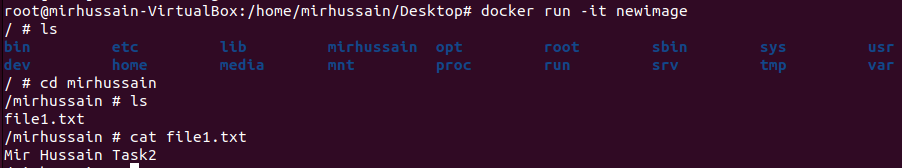 root@mirhussain-VirtualBox:/home/mirhussain/Desktop# docker run -it newimage
/ # ls
bin etc lib mirhussain opt root sbin sys usr
dev home media mnt proc run srv tmp var
/ # cd mirhussain
/mirhussain # ls
file1.txt
/mirhussain # cat file1.txt
Mir Hussain Task2